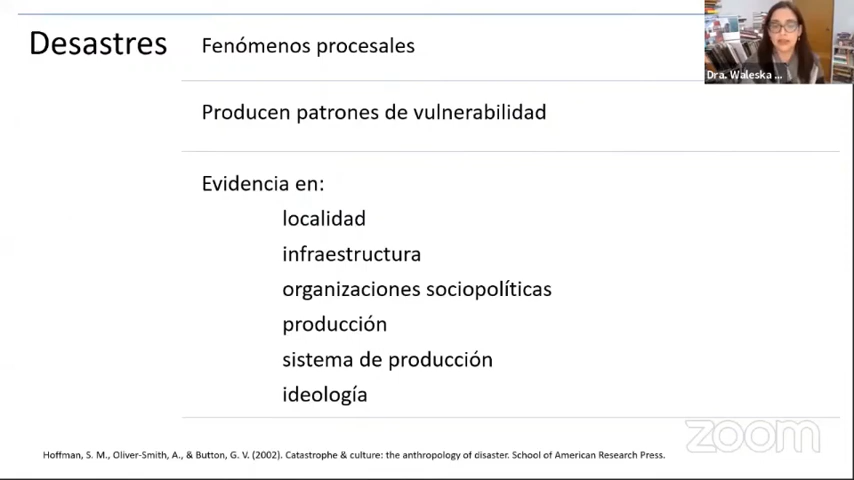 Desastres
Fenómenos procesales
Producen patrones de vulnerabilidad
Evidencia en:
localidad
infraestructura
organizaciones sociopolíticas
producción
sistema de producción
ideología
Hoffman, S. M., Oliver-Smith, A., & Button, G. V. (2002). Catastrophe & culture: the anthropology of disaster. School of American Research Press.
Dra. Waleska ...
zoom